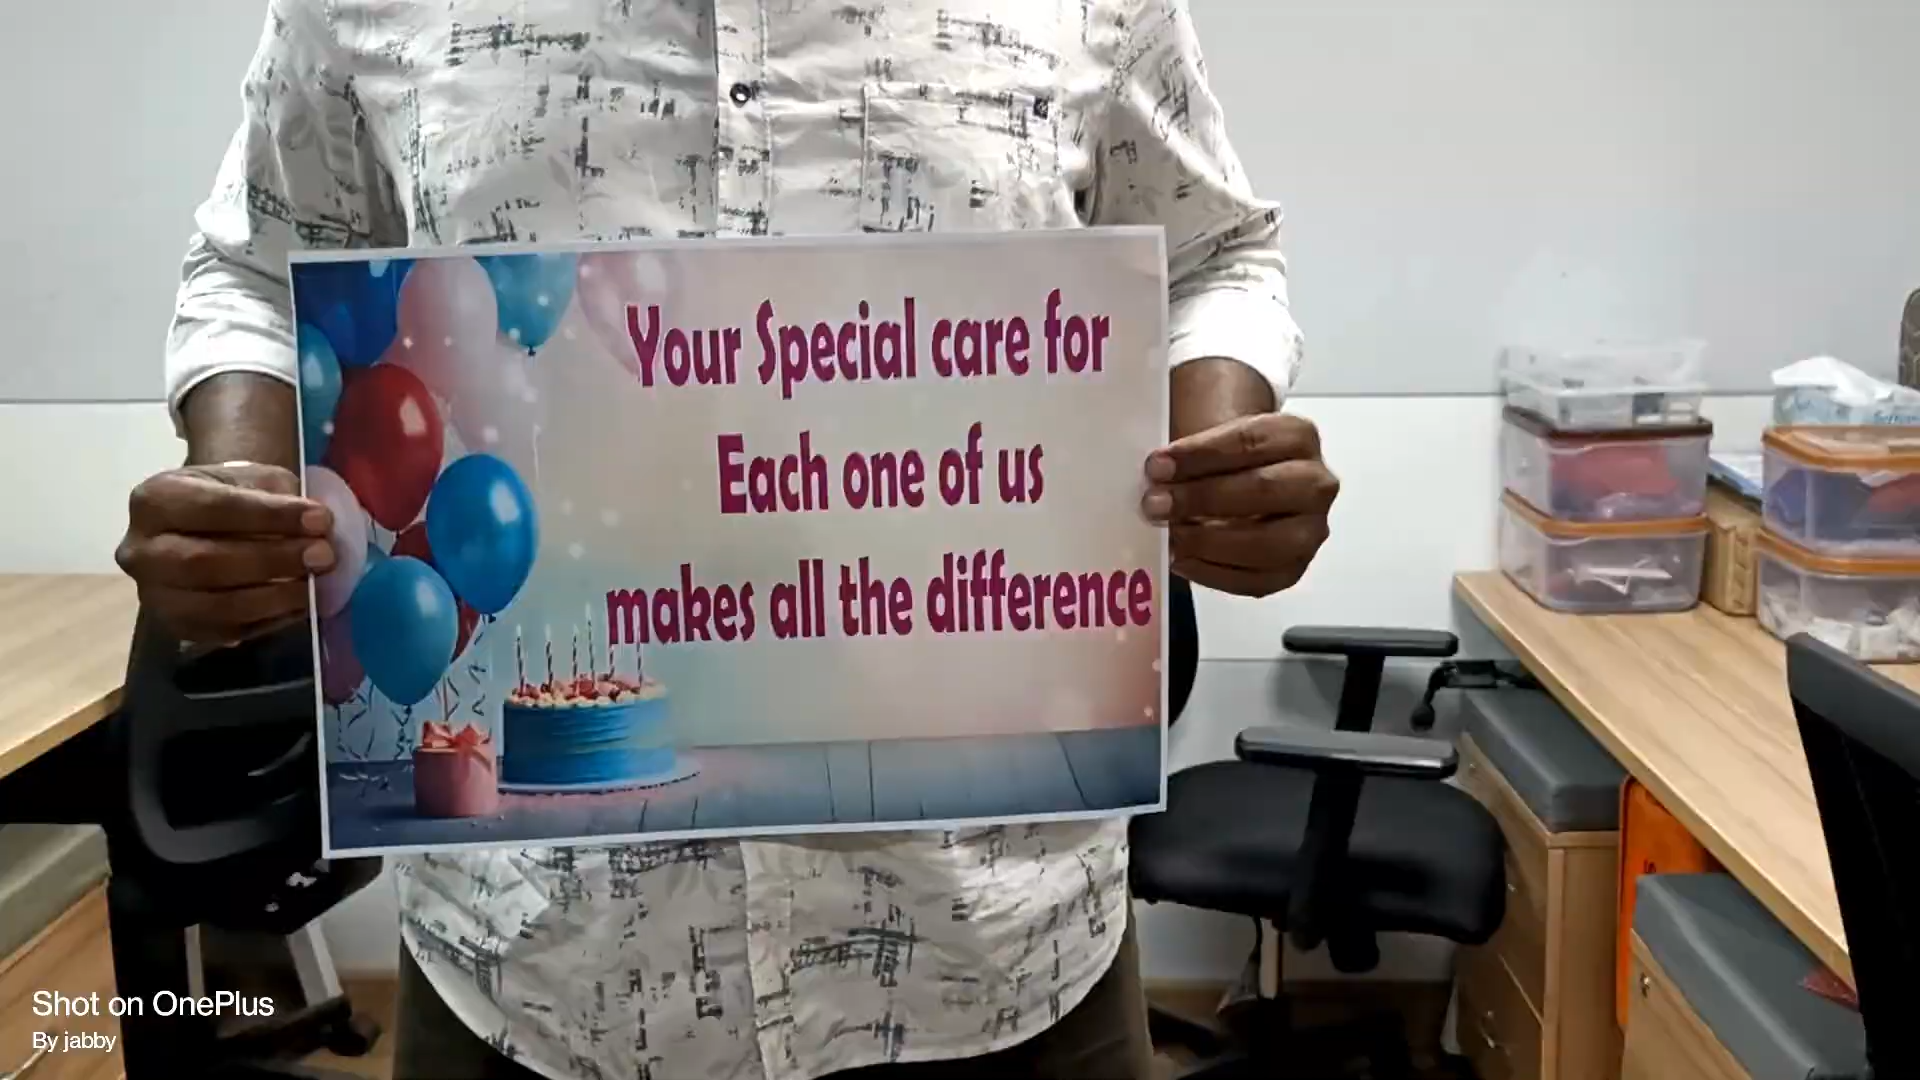 Your Special care for
Each one of us
makes all the difference
Shot on OnePlus
By jabby